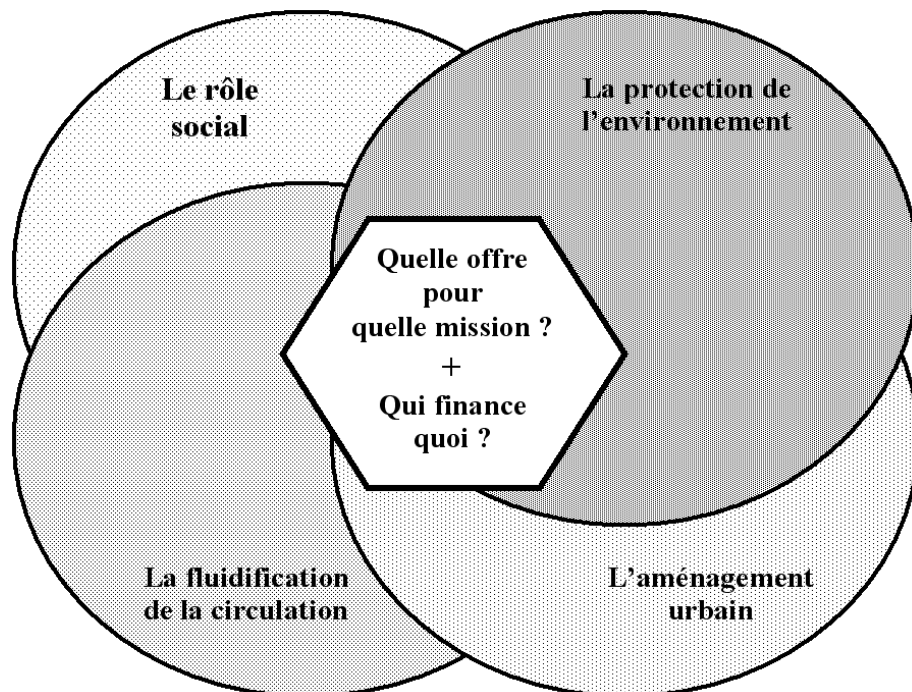 Le rôle
social
La protection de
l’environnement
Quelle offre
pour
quelle mission ?
+
Qui finance
quoi ?
La fluidification
de la circulation
L’aménagement
urbain